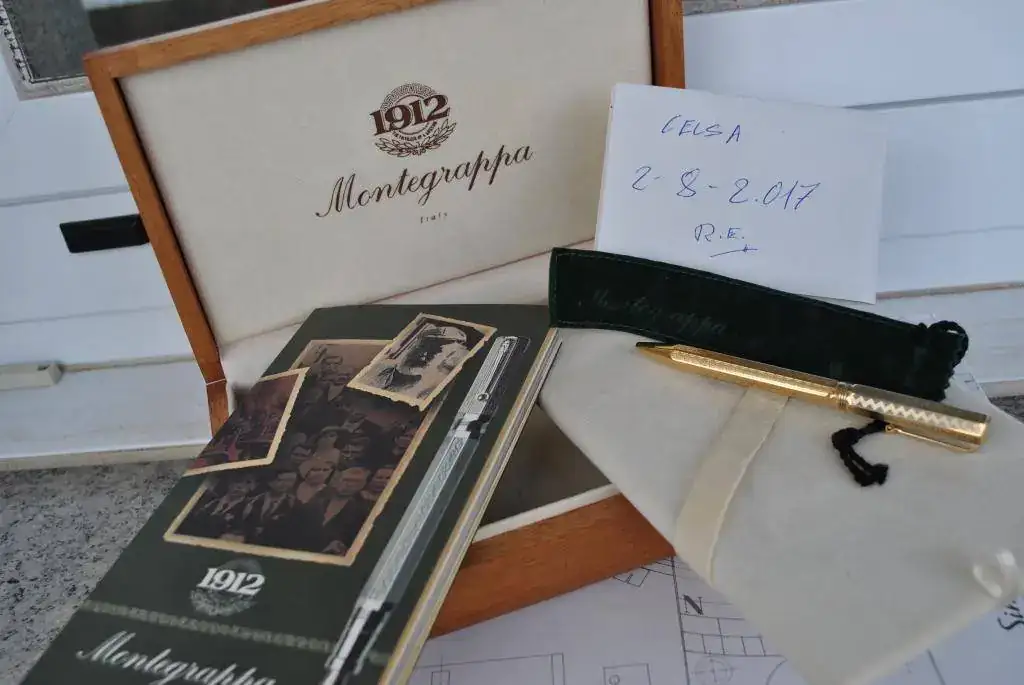 1912
Montegrappa
Italy
CELSA
2-8-2.017
R.E.
Montegrappa
1912
Montegrappa
N